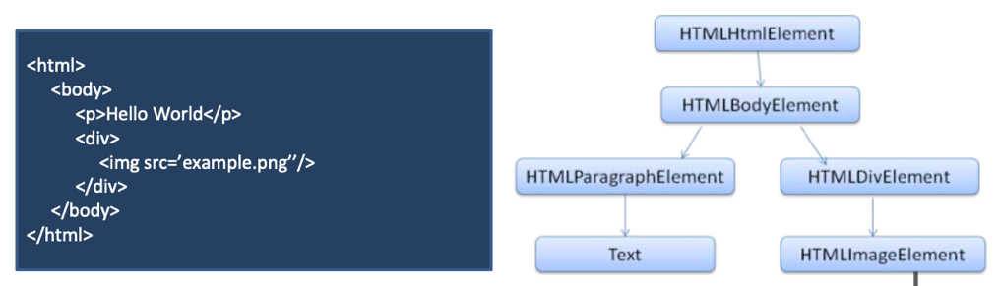 <html>
<body>
<p>Hello World</p>
<div>
<img src=’example.png’’/>
</div>
</body>
</html>
HTMLHtmlElement
HTMLBodyElement
HTMLParagraphElement
HTMLDivElement
Text
HTMLImageElement